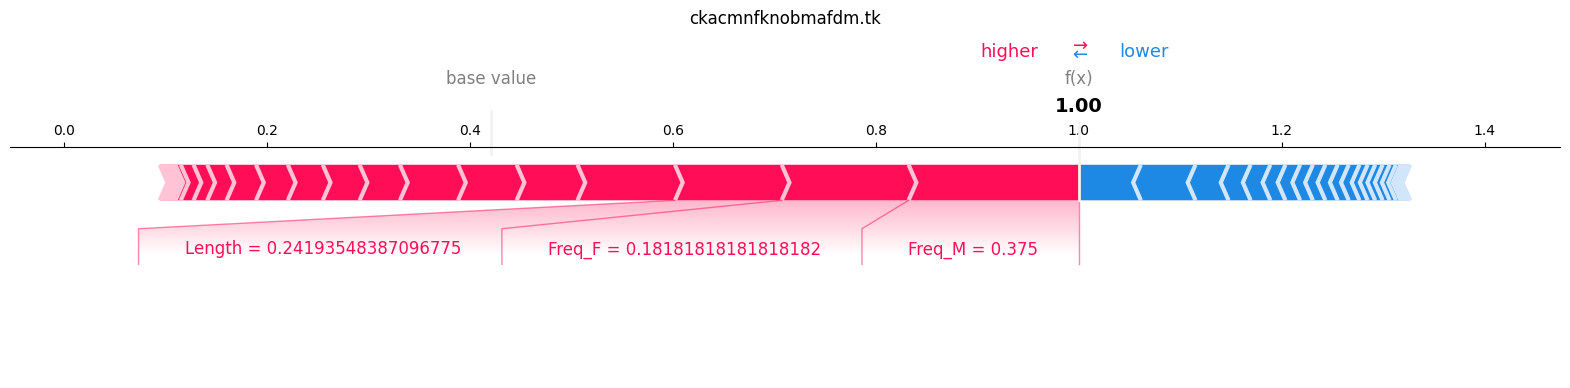 ckacmnfknobmafdm.tk
higher ⇄ lower
base value
f(x)
1.00
0.0 0.2 0.4 0.6 0.8 1.0 1.2 1.4
Length = 0.24193548387096775
Freq_F = 0.18181818181818182
Freq_M = 0.375